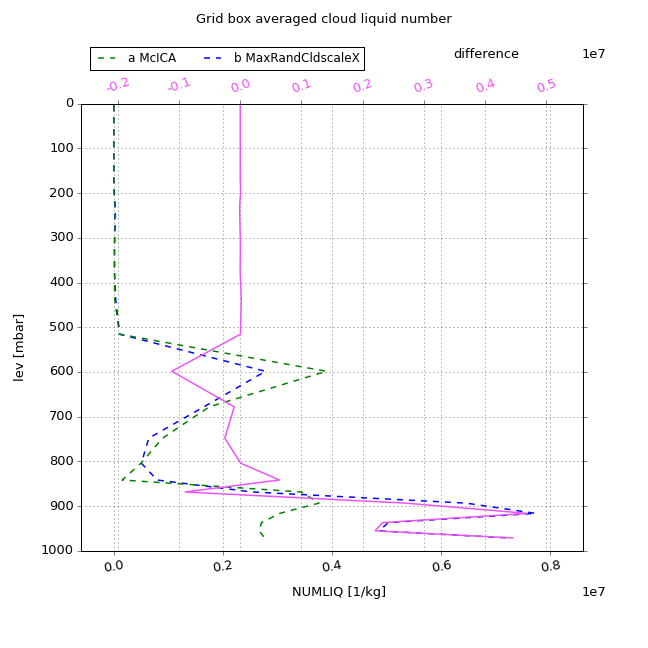 Grid box averaged cloud liquid number
a McICA b MaxRandCldscaleX difference 1e7
-0.2 -0.1 0.0 0.1 0.2 0.3 0.4 0.5
0
100
200
300
400
500
600
700
800
900
1000
lev [mbar]
0.0 0.2 0.4 0.6 0.8
NUMLIQ [1/kg] 1e7